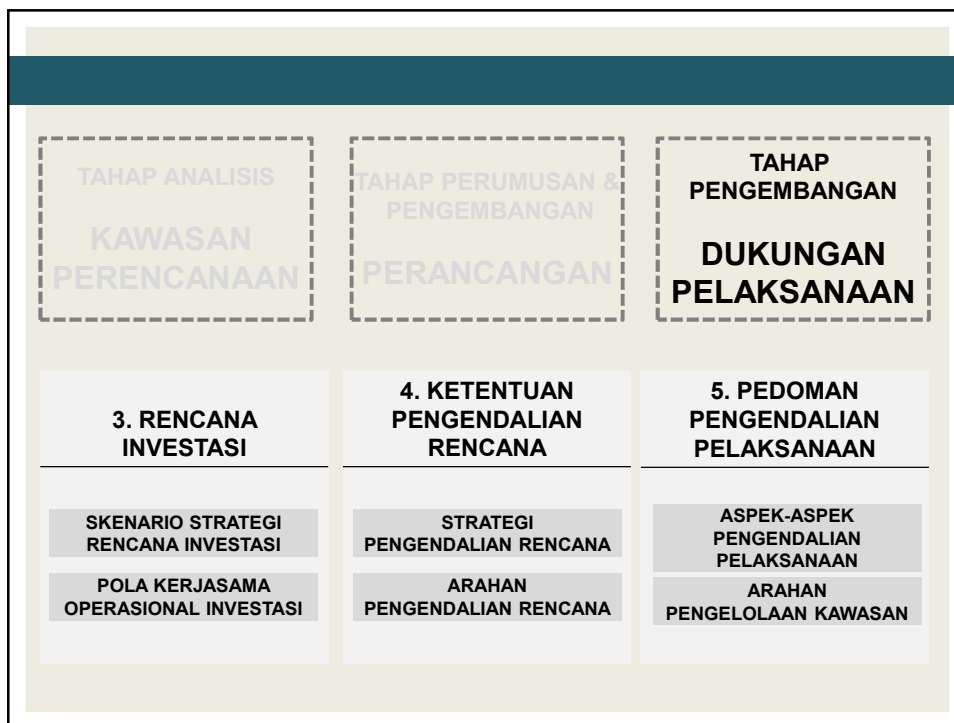 TAHAP ANALISIS
KAWASAN
PERENCANAAN
TAHAP PERUMUSAN &
PENGEMBANGAN
PERANCANGAN
TAHAP
PENGEMBANGAN
DUKUNGAN
PELAKSANAAN
3. RENCANA
INVESTASI
SKENARIO STRATEGI
RENCANA INVESTASI
POLA KERJASAMA
OPERASIONAL INVESTASI
4. KETENTUAN
PENGENDALIAN
RENCANA
STRATEGI
PENGENDALIAN RENCANA
ARAHAN
PENGENDALIAN RENCANA
5. PEDOMAN
PENGENDALIAN
PELAKSANAAN
ASPEK-ASPEK
PENGENDALIAN
PELAKSANAAN
ARAHAN
PENGELOLAAN KAWASAN